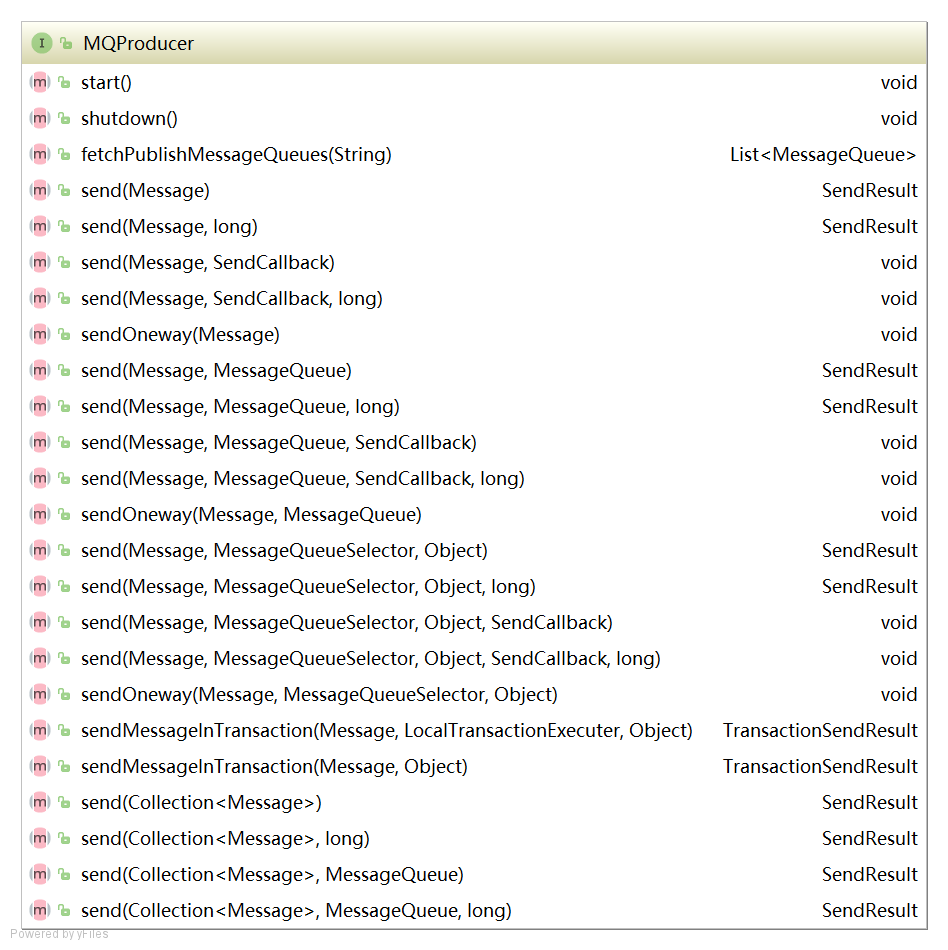 I MQProducer
m start() void
m shutdown() void
m fetchPublishMessageQueues(String) List<MessageQueue>
m send(Message) SendResult
m send(Message, long) SendResult
m send(Message, SendCallback) void
m send(Message, SendCallback, long) void
m sendOneway(Message) void
m send(Message, MessageQueue) SendResult
m send(Message, MessageQueue, long) SendResult
m send(Message, MessageQueue, SendCallback) void
m send(Message, MessageQueue, SendCallback, long) void
m sendOneway(Message, MessageQueue) void
m send(Message, MessageQueueSelector, Object) SendResult
m send(Message, MessageQueueSelector, Object, long) SendResult
m send(Message, MessageQueueSelector, Object, SendCallback) void
m send(Message, MessageQueueSelector, Object, SendCallback, long) void
m sendOneway(Message, MessageQueueSelector, Object) void
m sendMessageInTransaction(Message, LocalTransactionExecuter, Object) TransactionSendResult
m sendMessageInTransaction(Message, Object) TransactionSendResult
m send(Collection<Message>) SendResult
m send(Collection<Message>, long) SendResult
m send(Collection<Message>, MessageQueue) SendResult
m send(Collection<Message>, MessageQueue, long) SendResult
Powered by yFiles